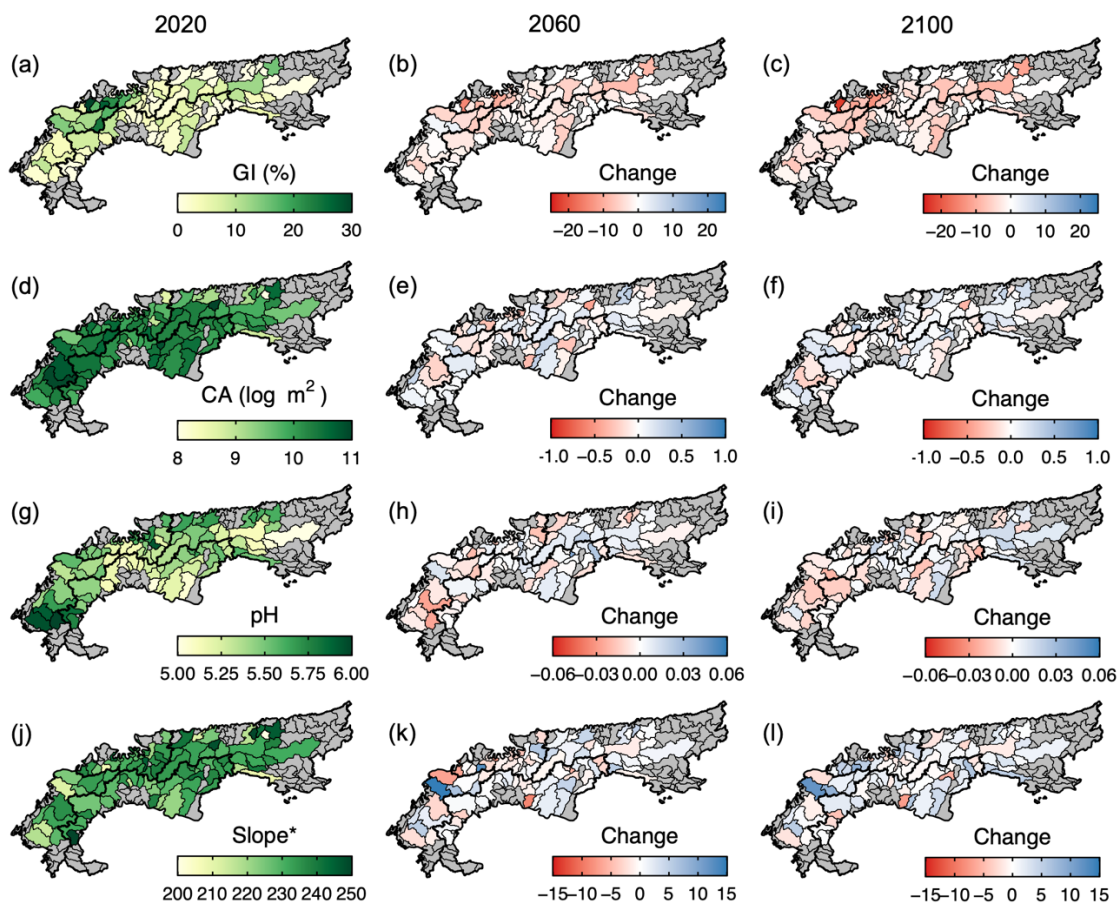 2020 2060 2100
(a) (b) (c)
GI (%) Change Change
0 10 20 30 −20 −10 0 10 20 −20 −10 0 10 20
(d) (e) (f)
CA (log m²) Change Change
8 9 10 11 -1.0 −0.5 0.0 0.5 1.0 -1.0 −0.5 0.0 0.5 1.0
(g) (h) (i)
pH Change Change
5.00 5.25 5.50 5.75 6.00 −0.06 −0.03 0.00 0.03 0.06 −0.06 −0.03 0.00 0.03 0.06
(j) (k) (l)
Slope* Change Change
200 210 220 230 240 250 −15 −10 −5 0 5 10 15 −15 −10 −5 0 5 10 15